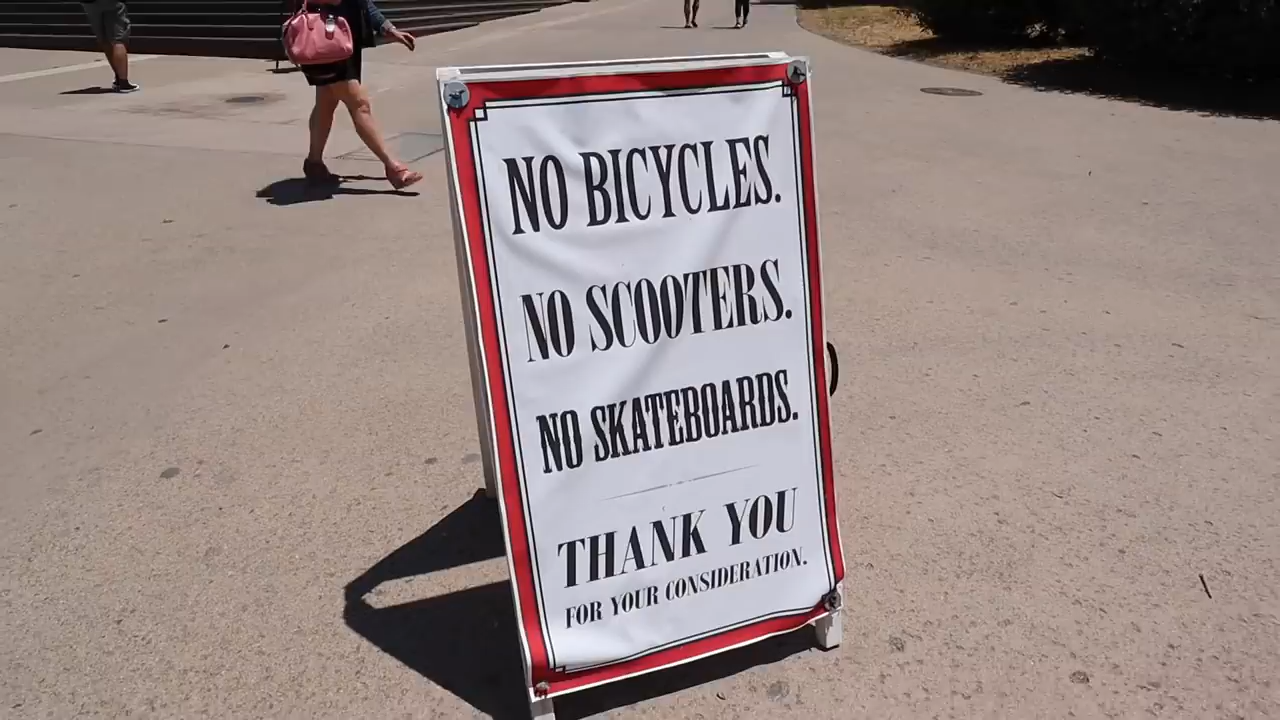 NO BICYCLES.
NO SCOOTERS.
NO SKATEBOARDS.
THANK YOU
FOR YOUR CONSIDERATION.